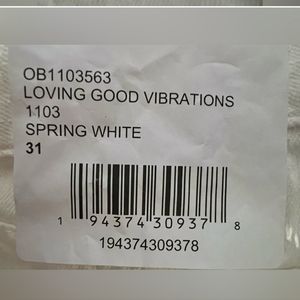 OB1103563
LOVING GOOD VIBRATIONS
1103
SPRING WHITE
31
1 94374 30937 8
194374309378